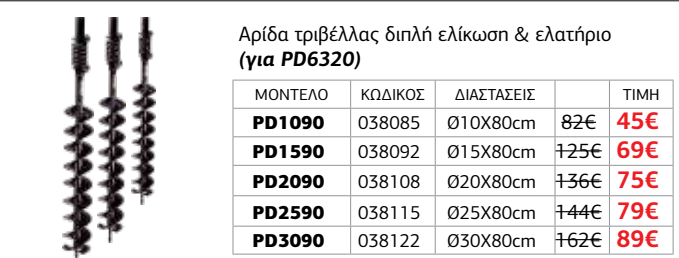 Αρίδα τριβέλλας διπλή ελίκωση & ελατήριο
(για PD6320)
ΜΟΝΤΕΛΟ ΚΩΔΙΚΟΣ ΔΙΑΣΤΑΣΕΙΣ ΤΙΜΗ
PD1090 038085 Ø10X80cm 82€ 45€
PD1590 038092 Ø15X80cm 125€ 69€
PD2090 038108 Ø20X80cm 136€ 75€
PD2590 038115 Ø25X80cm 144€ 79€
PD3090 038122 Ø30X80cm 162€ 89€